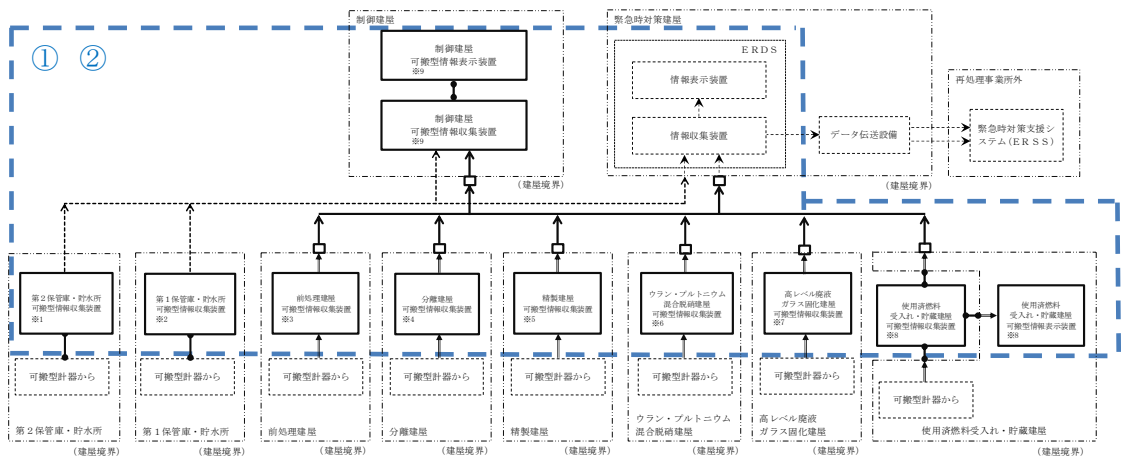 制御建屋
緊急時対策建屋
① ②
制御建屋
可搬型情報表示装置
※9
制御建屋
可搬型情報収集装置
※9
ERDS
情報表示装置
情報収集装置
データ伝送設備
再処理事業所外
緊急時対策支援シ
ステム(ERSS)
(建屋境界)
(建屋境界)
第2保管庫・貯水所
可搬型情報収集装置
※1
第1保管庫・貯水所
可搬型情報収集装置
※2
前処理建屋
可搬型情報収集装置
※3
分離建屋
可搬型情報収集装置
※4
精製建屋
可搬型情報収集装置
※5
ウラン・プルトニウム
混合脱硝建屋
可搬型情報収集装置
※6
高レベル廃液
ガラス固化建屋
可搬型情報収集装置
※7
使用済燃料
受入れ・貯蔵建屋
可搬型情報収集装置
※8
使用済燃料
受入れ・貯蔵建屋
可搬型情報表示装置
※8
可搬型計器から
可搬型計器から
可搬型計器から
可搬型計器から
可搬型計器から
可搬型計器から
可搬型計器から
可搬型計器から
第2保管庫・貯水所
第1保管庫・貯水所
前処理建屋
分離建屋
精製建屋
ウラン・プルトニウム
混合脱硝建屋
高レベル廃液
ガラス固化建屋
使用済燃料受入れ・貯蔵建屋
(建屋境界)
(建屋境界)
(建屋境界)
(建屋境界)
(建屋境界)
(建屋境界)
(建屋境界)
(建屋境界)